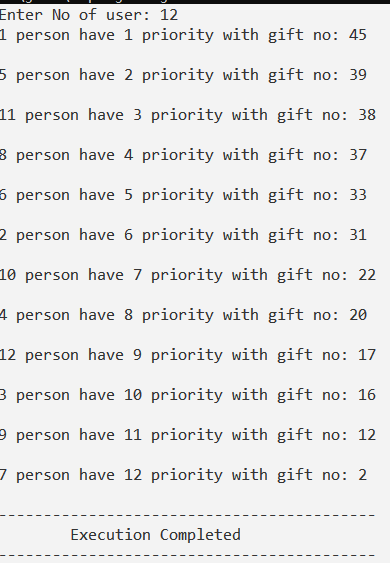 Enter No of user: 12
1 person have 1 priority with gift no: 45
5 person have 2 priority with gift no: 39
11 person have 3 priority with gift no: 38
8 person have 4 priority with gift no: 37
6 person have 5 priority with gift no: 33
2 person have 6 priority with gift no: 31
10 person have 7 priority with gift no: 22
4 person have 8 priority with gift no: 20
12 person have 9 priority with gift no: 17
3 person have 10 priority with gift no: 16
9 person have 11 priority with gift no: 12
7 person have 12 priority with gift no: 2
------------------------------------------
Execution Completed
------------------------------------------